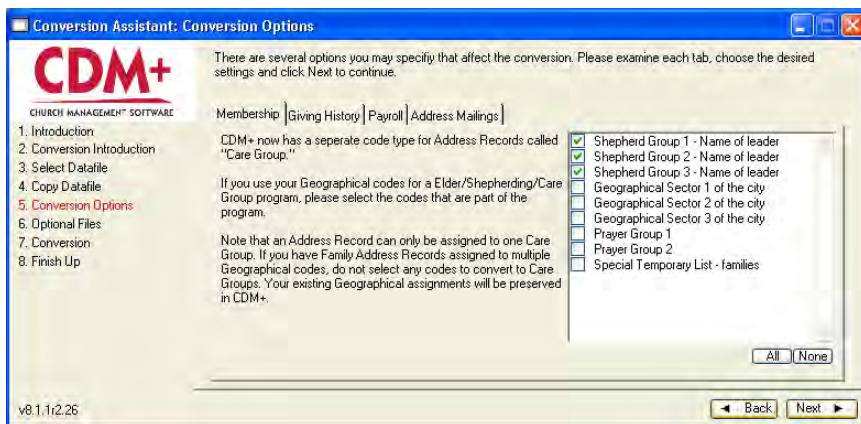 Conversion Assistant: Conversion Options
CDM+
CHURCH MANAGEMENT SOFTWARE
1. Introduction
2. Conversion Introduction
3. Select Datafile
4. Copy Datafile
5. Conversion Options
6. Optional Files
7. Conversion
8. Finish Up
There are several options you may specifiy that affect the conversion. Please examine each tab, choose the desired
settings and click Next to continue.
Membership Giving History Payroll Address Mailings
CDM+ now has a seperate code type for Address Records called
"Care Group."
If you use your Geographical codes for a Elder/Shepherding/Care
Group program, please select the codes that are part of the
program.
Note that an Address Record can only be assigned to one Care
Group. If you have Family Address Records assigned to multiple
Geographical codes, do not select any codes to convert to Care
Groups. Your existing Geographical assignments will be preserved
in CDM+.
Shepherd Group 1 - Name of leader
Shepherd Group 2 - Name of leader
Shepherd Group 3 - Name of leader
Geographical Sector 1 of the city
Geographical Sector 2 of the city
Geographical Sector 3 of the city
Prayer Group 1
Prayer Group 2
Special Temporary List - families
All None
v8.1.1r2.26
Back Next